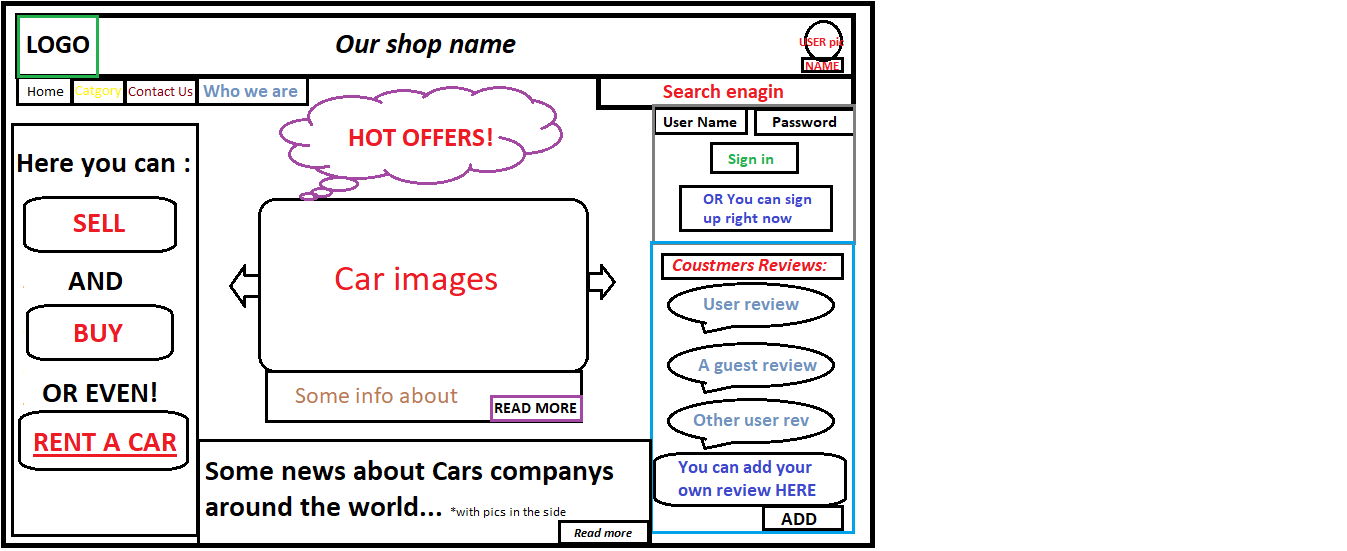 LOGO
Our shop name
USER pic
NAME
Home
Catgory
Contact Us
Who we are
Search enagin
HOT OFFERS!
User Name
Password
Sign in
OR You can sign
up right now
Here you can :
SELL
AND
BUY
OR EVEN!
RENT A CAR
Car images
Some info about
READ MORE
Coustmers Reviews:
User review
A guest review
Other user rev
You can add your
own review HERE
ADD
Some news about Cars companys
around the world... *with pics in the side
Read more